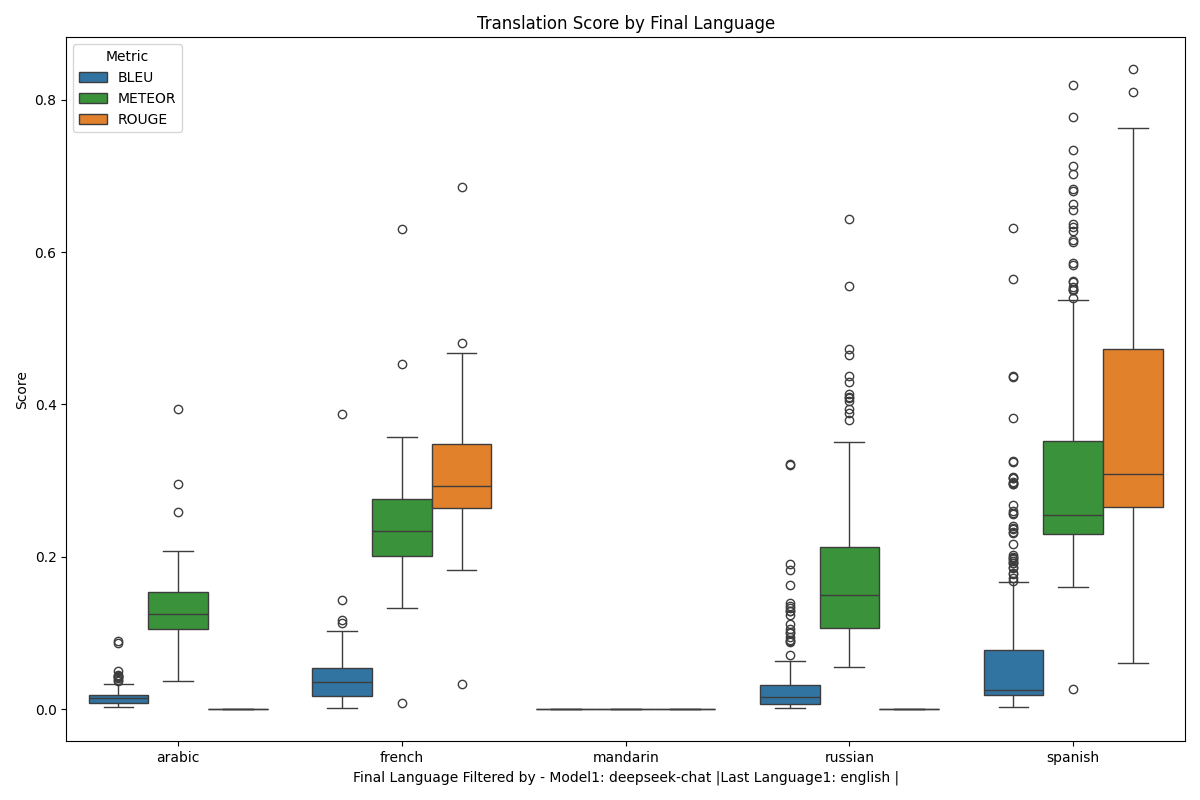 Translation Score by Final Language
Metric
BLEU
METEOR
ROUGE
Score
0.8
0.6
0.4
0.2
0.0
arabic french mandarin russian spanish
Final Language Filtered by - Model1: deepseek-chat |Last Language1: english |